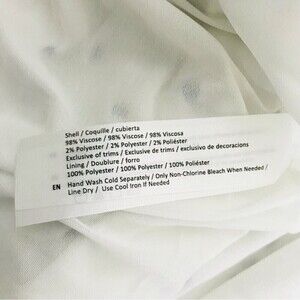 Shell / Coquille / cubierta
98% Viscose / 98% Viscose / 98% Viscosa
2% Polyester / 2% Polyester / 2% Poliéster
Exclusive of trims / Exclusive de trims / exclusivo de decoracions
Lining / Doublure / forro
100% Polyester / 100% Polyester / 100% Poliéster
EN Hand Wash Cold Separately / Only Non-Chlorine Bleach When Needed /
Line Dry / Use Cool Iron If Needed